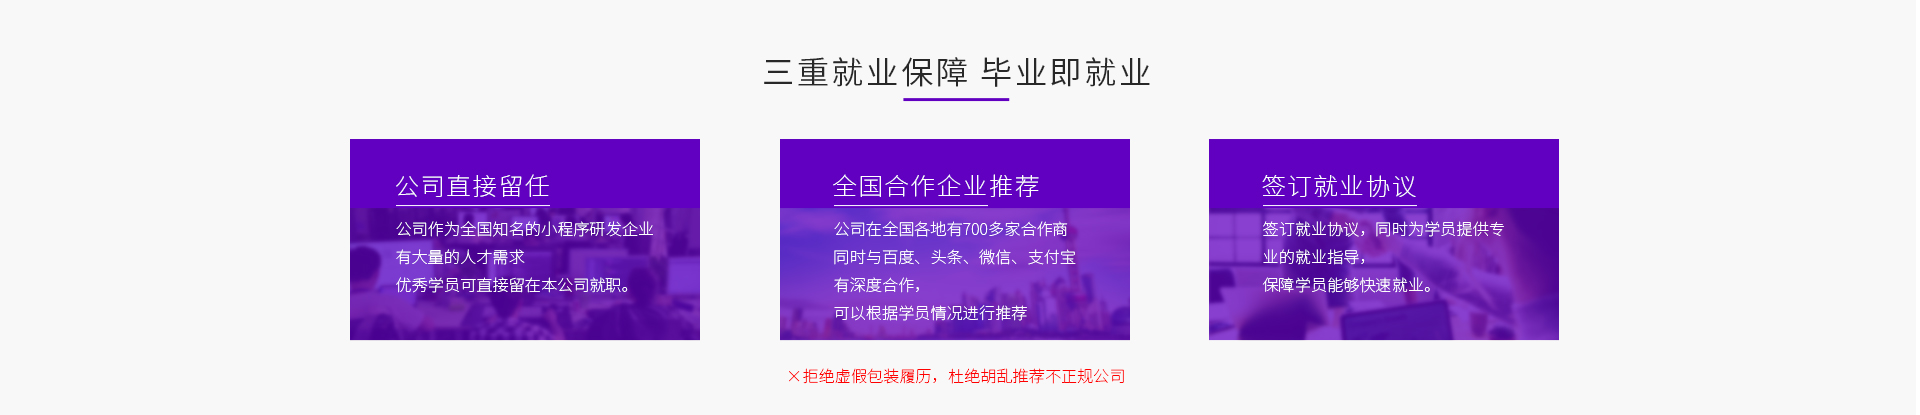 三重就业保障 毕业即就业
公司直接留任
公司作为全国知名的小程序研发企业
有大量的人才需求
优秀学员可直接留在本公司就职。
全国合作企业推荐
公司在全国各地有700多家合作商
同时与百度、头条、微信、支付宝
有深度合作，
可以根据学员情况进行推荐
签订就业协议
签订就业协议，同时为学员提供专
业的就业指导，
保障学员能够快速就业。
×拒绝虚假包装履历，杜绝胡乱推荐不正规公司